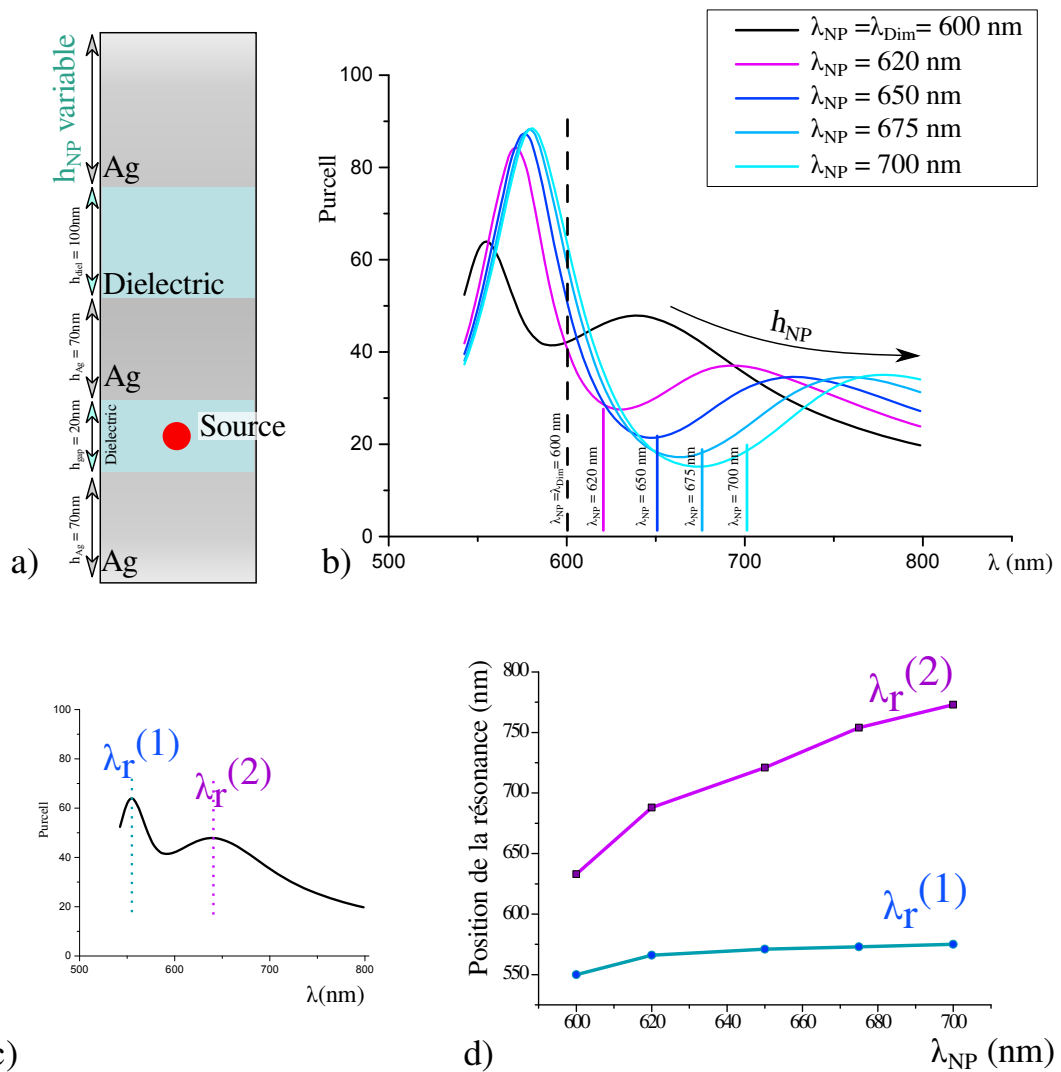 h_NP variable
Ag
h_diel = 100nm
Dielectric
h_Ag = 70nm
Ag
h_gap = 20nm
Dielectric
Source
h_Ag = 70nm
Ag
a)
λ_NP =λ_Dim= 600 nm
λ_NP = 620 nm
λ_NP = 650 nm
λ_NP = 675 nm
λ_NP = 700 nm
Purcell
100
80
60
40
20
0
h_NP
λ_NP =λ_Dim= 600 nm
λ_NP = 620 nm
λ_NP = 650 nm
λ_NP = 675 nm
λ_NP = 700 nm
500 600 700 800
λ (nm)
b)
Purcell
100
80
60
40
20
0
λ_r^(1)
λ_r^(2)
500 600 700 800
λ(nm)
c)
Position de la résonance (nm)
800
750
700
650
600
550
λ_r^(2)
λ_r^(1)
600 620 640 660 680 700
λ_NP (nm)
d)